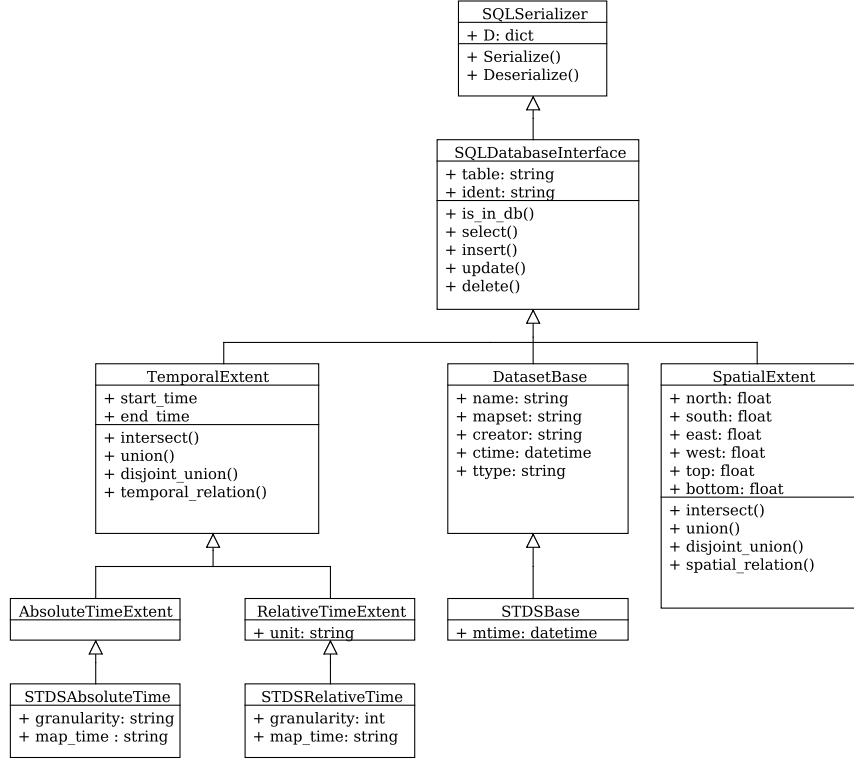 SQLSerializer
+ D: dict
+ Serialize()
+ Deserialize()
SQLDatabaseInterface
+ table: string
+ ident: string
+ is_in_db()
+ select()
+ insert()
+ update()
+ delete()
TemporalExtent
+ start_time
+ end_time
+ intersect()
+ union()
+ disjoint_union()
+ temporal_relation()
DatasetBase
+ name: string
+ mapset: string
+ creator: string
+ ctime: datetime
+ ttype: string
SpatialExtent
+ north: float
+ south: float
+ east: float
+ west: float
+ top: float
+ bottom: float
+ intersect()
+ union()
+ disjoint_union()
+ spatial_relation()
AbsoluteTimeExtent
RelativeTimeExtent
+ unit: string
STDSBase
+ mtime: datetime
STDSAbsoluteTime
+ granularity: string
+ map_time : string
STDSRelativeTime
+ granularity: int
+ map_time: string